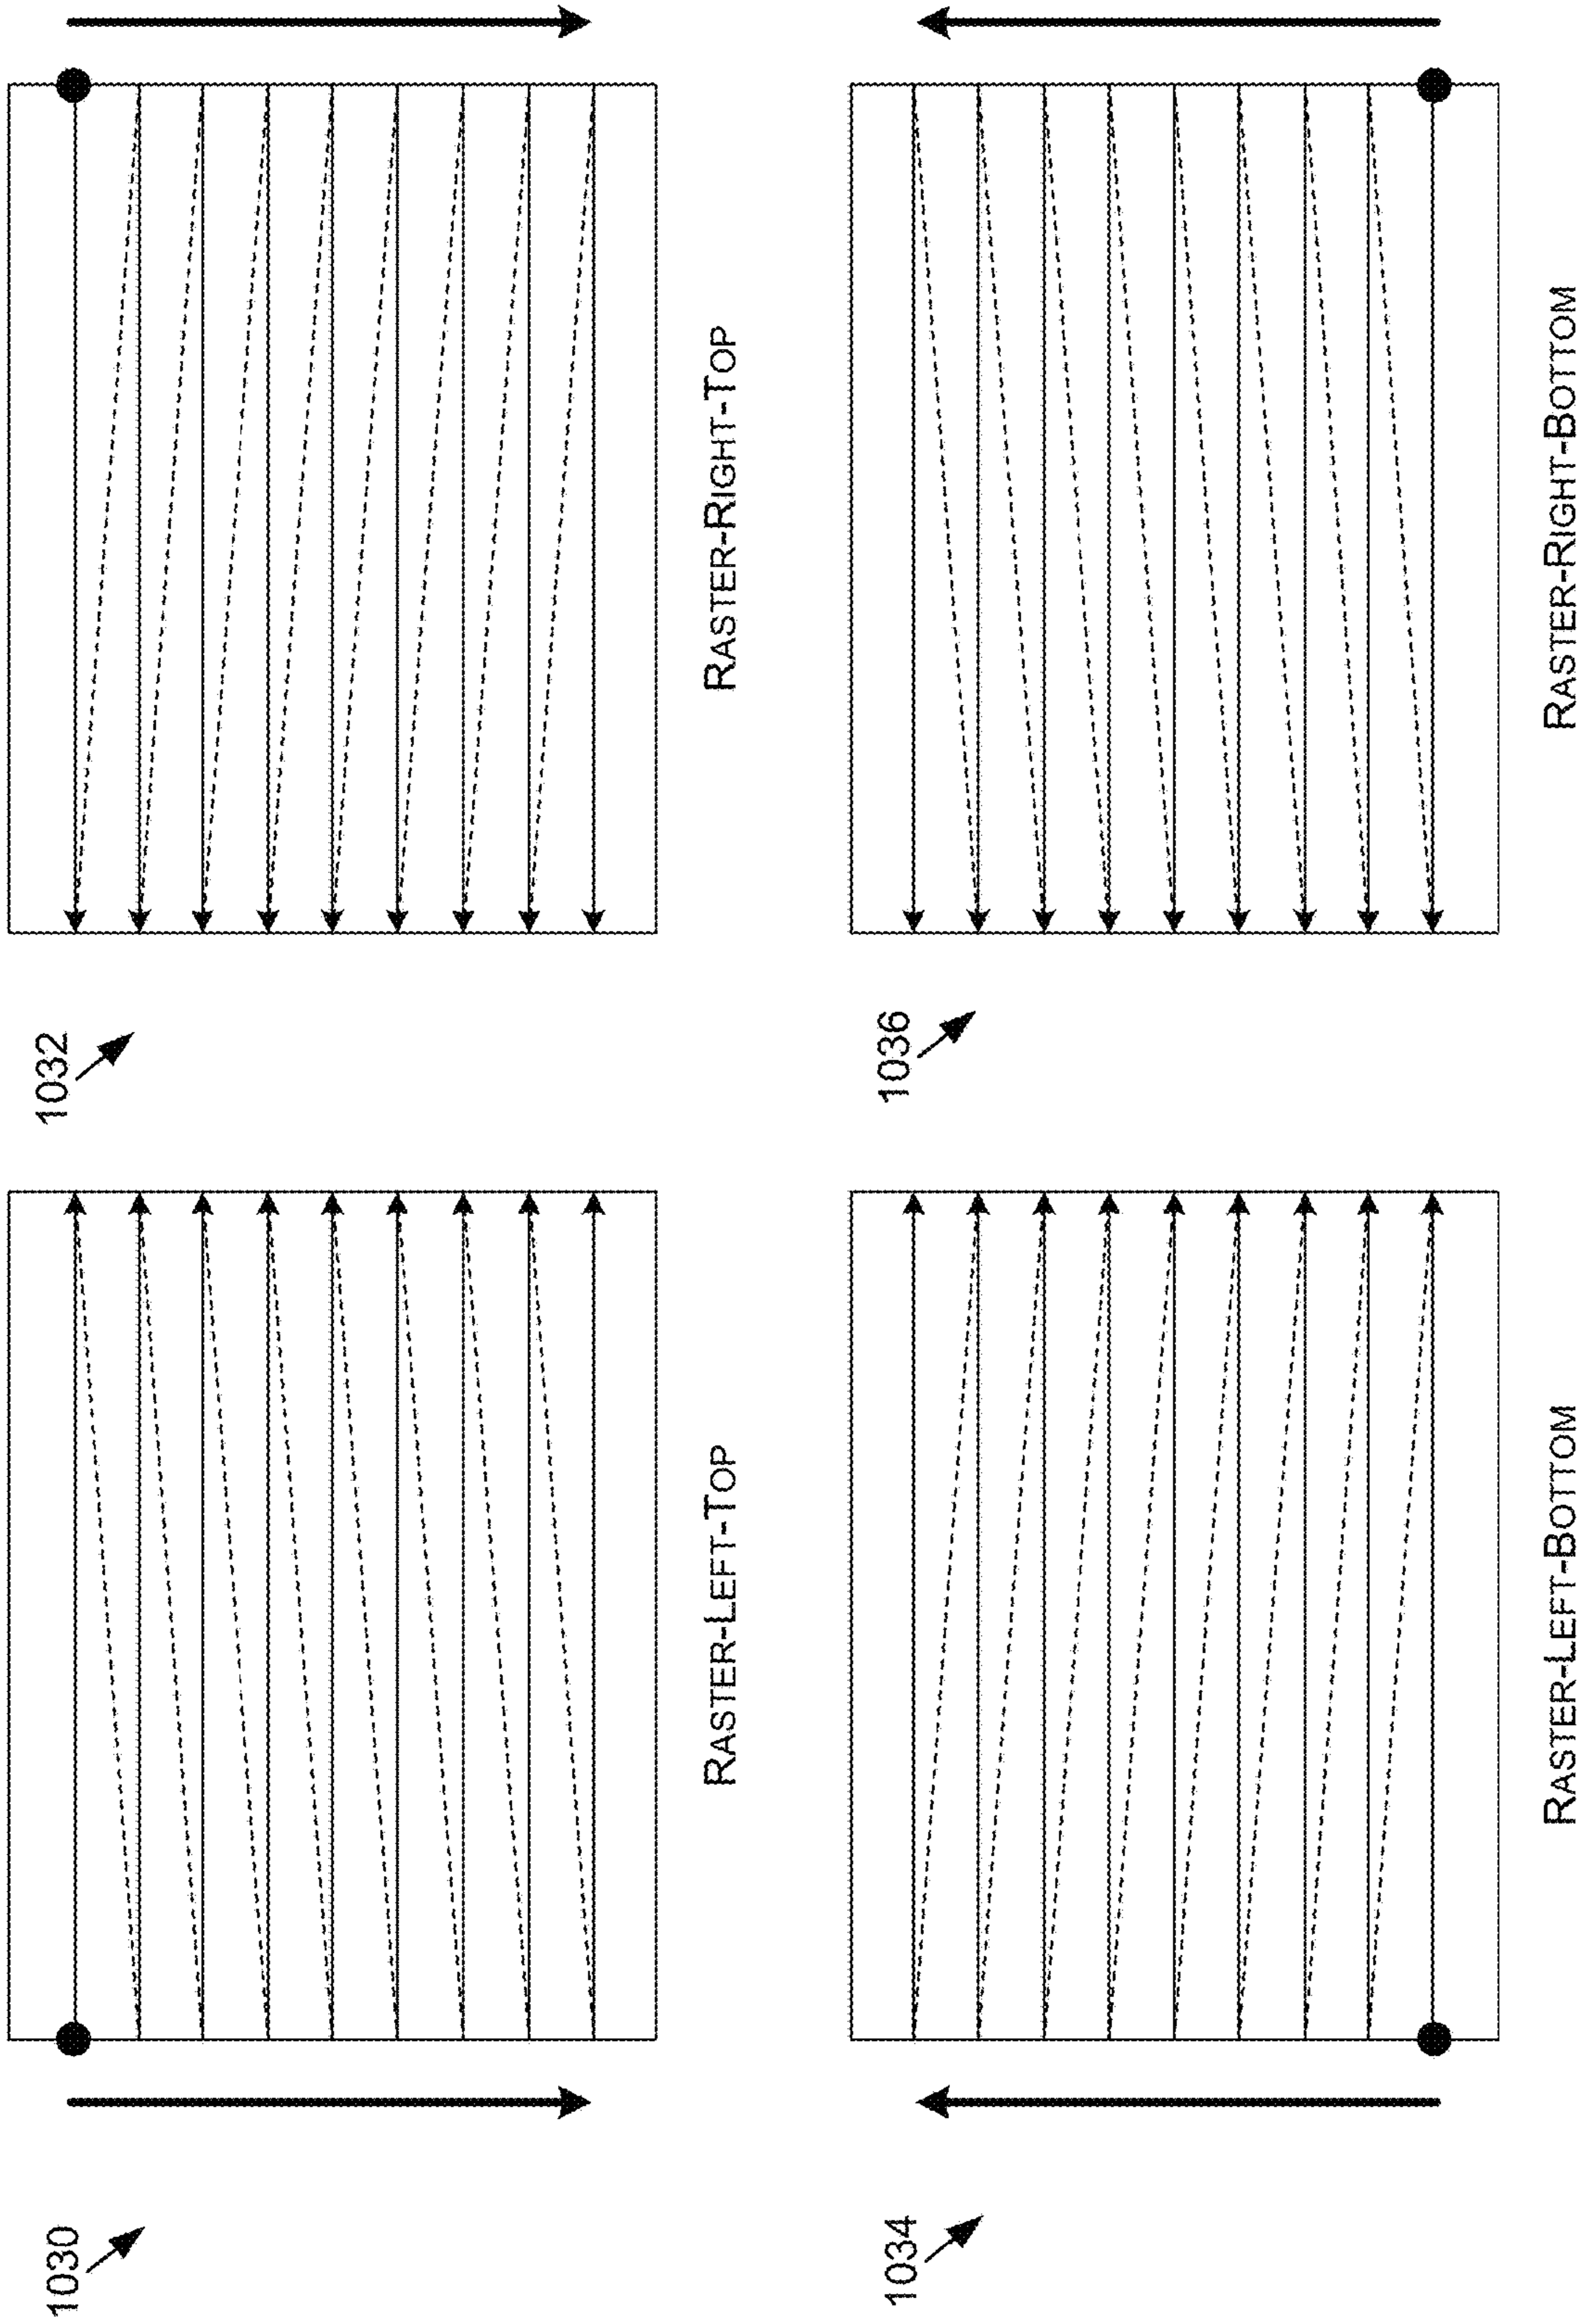 1030
1032
RASTER-LEFT-TOP
RASTER-RIGHT-TOP
1034
1036
RASTER-LEFT-BOTTOM
RASTER-RIGHT-BOTTOM